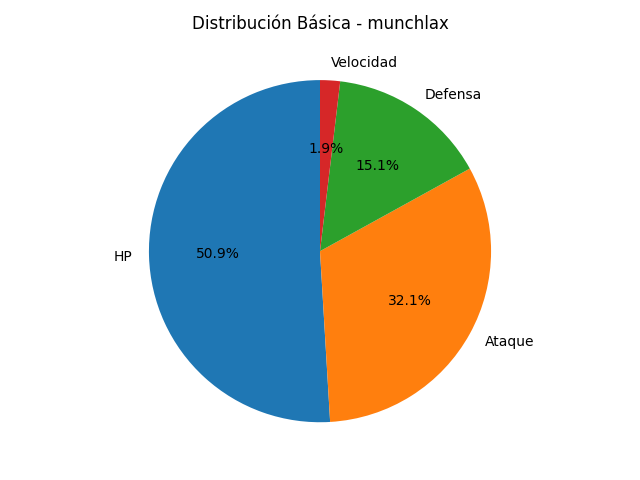 Distribución Básica - munchlax
Velocidad
Defensa
1.9%
15.1%
HP
50.9%
32.1%
Ataque